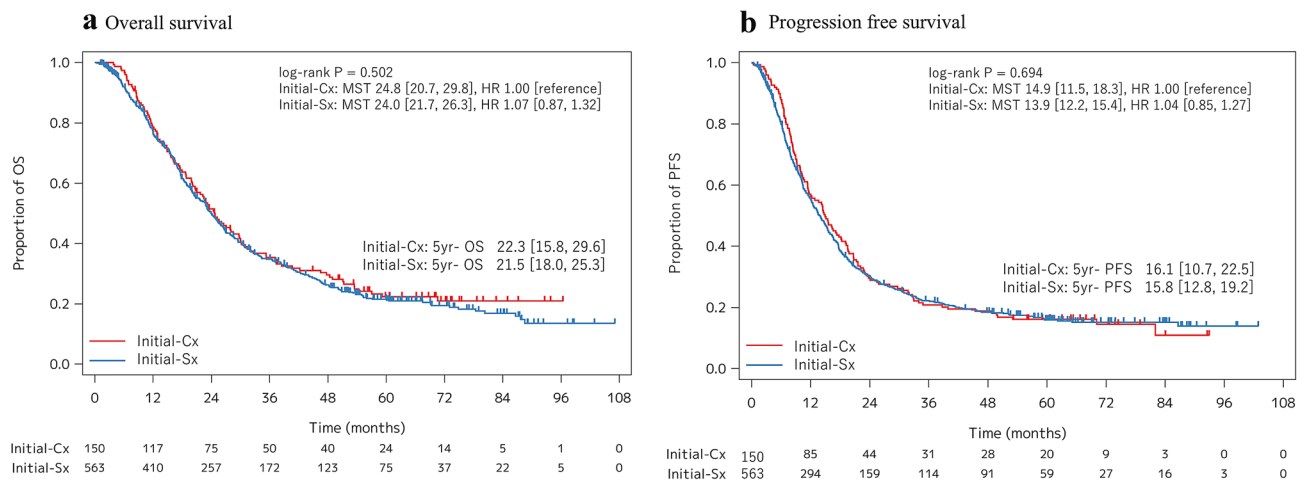 a Overall survival
log-rank P = 0.502
Initial-Cx: MST 24.8 [20.7, 29.8], HR 1.00 [reference]
Initial-Sx: MST 24.0 [21.7, 26.3], HR 1.07 [0.87, 1.32]
Proportion of OS
1.0
0.8
0.6
0.4
0.2
0.0
Initial-Cx: 5yr- OS 22.3 [15.8, 29.6]
Initial-Sx: 5yr- OS 21.5 [18.0, 25.3]
Initial-Cx
Initial-Sx
0 12 24 36 48 60 72 84 96 108
Time (months)
Initial-Cx 150 117 75 50 40 24 14 5 1 0
Initial-Sx 563 410 257 172 123 75 37 22 5 0
b Progression free survival
log-rank P = 0.694
Initial-Cx: MST 14.9 [11.5, 18.3], HR 1.00 [reference]
Initial-Sx: MST 13.9 [12.2, 15.4], HR 1.04 [0.85, 1.27]
Proportion of PFS
1.0
0.8
0.6
0.4
0.2
0.0
Initial-Cx: 5yr- PFS 16.1 [10.7, 22.5]
Initial-Sx: 5yr- PFS 15.8 [12.8, 19.2]
Initial-Cx
Initial-Sx
0 12 24 36 48 60 72 84 96 108
Time (months)
Initial-Cx 150 85 44 31 28 20 9 3 0 0
Initial-Sx 563 294 159 114 91 59 27 16 3 0